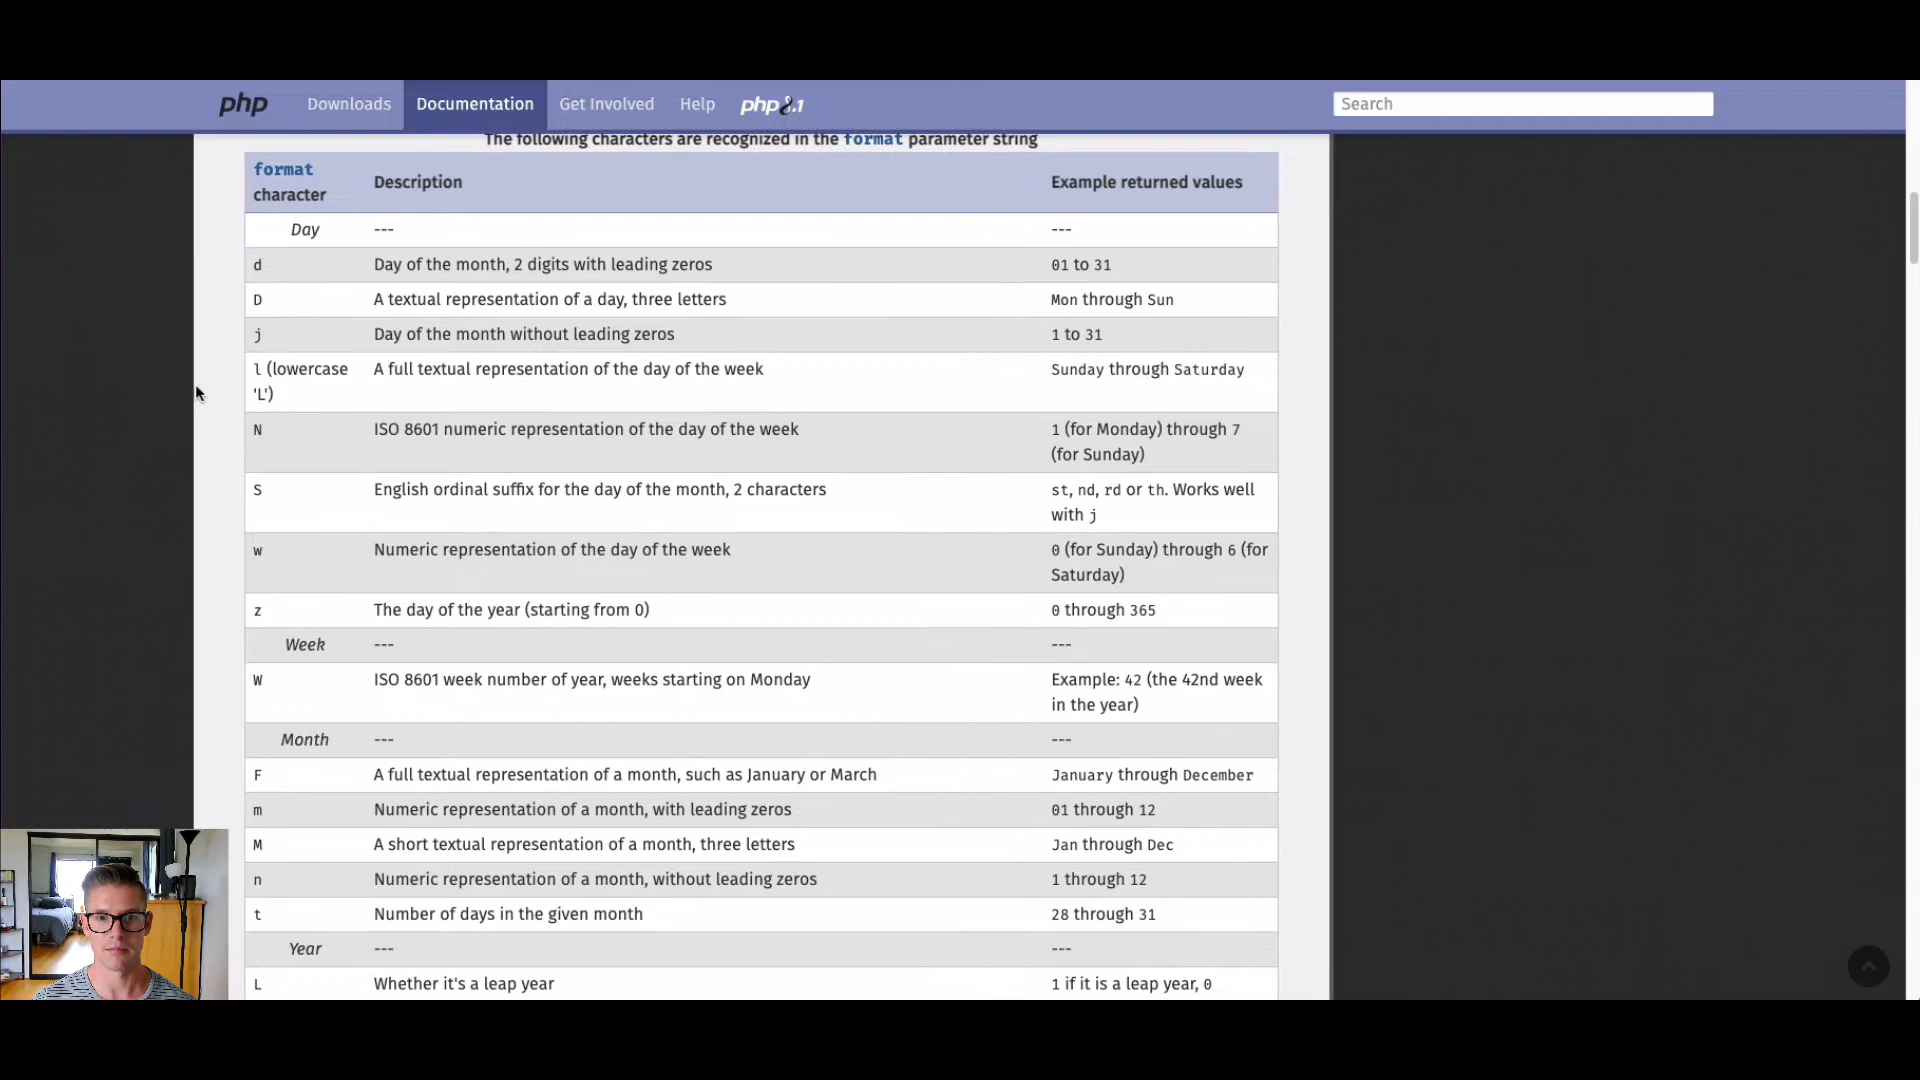 php Downloads Documentation Get Involved Help php8.1 Search
The following characters are recognized in the format parameter string
format character Description Example returned values
Day --- ---
d Day of the month, 2 digits with leading zeros 01 to 31
D A textual representation of a day, three letters Mon through Sun
j Day of the month without leading zeros 1 to 31
l (lowercase A full textual representation of the day of the week Sunday through Saturday
'L')
N ISO 8601 numeric representation of the day of the week 1 (for Monday) through 7
(for Sunday)
S English ordinal suffix for the day of the month, 2 characters st, nd, rd or th. Works well
with j
w Numeric representation of the day of the week 0 (for Sunday) through 6 (for
Saturday)
z The day of the year (starting from 0) 0 through 365
Week --- ---
W ISO 8601 week number of year, weeks starting on Monday Example: 42 (the 42nd week
in the year)
Month --- ---
F A full textual representation of a month, such as January or March January through December
m Numeric representation of a month, with leading zeros 01 through 12
M A short textual representation of a month, three letters Jan through Dec
n Numeric representation of a month, without leading zeros 1 through 12
t Number of days in the given month 28 through 31
Year --- ---
L Whether it's a leap year 1 if it is a leap year, 0